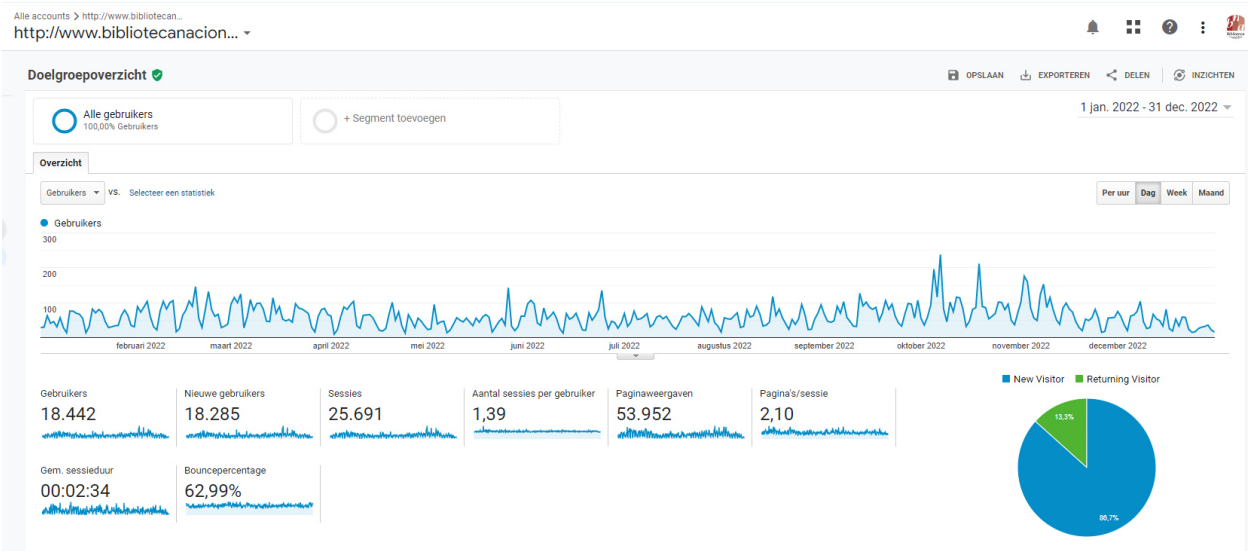 Alle accounts > http://www.bibliotecan...
http://www.bibliotecanacion...
Doelgroepoverzicht
OPSLAAN
EXPORTEREN
DELEN
INZICHTEN
Alle gebruikers
100,00% Gebruikers
+ Segment toevoegen
1 jan. 2022 - 31 dec. 2022
Overzicht
Gebruikers
VS.
Selecteer een statistiek
Per uur
Dag
Week
Maand
Gebruikers
300
200
100
februari 2022
maart 2022
april 2022
mei 2022
juni 2022
juli 2022
augustus 2022
september 2022
oktober 2022
november 2022
december 2022
Gebruikers
18.442
Nieuwe gebruikers
18.285
Sessies
25.691
Aantal sessies per gebruiker
1,39
Paginaweergaven
53.952
Pagina's/sessie
2,10
Gem. sessieduur
00:02:34
Bouncepercentage
62,99%
New Visitor
Returning Visitor
13,3%
86,7%